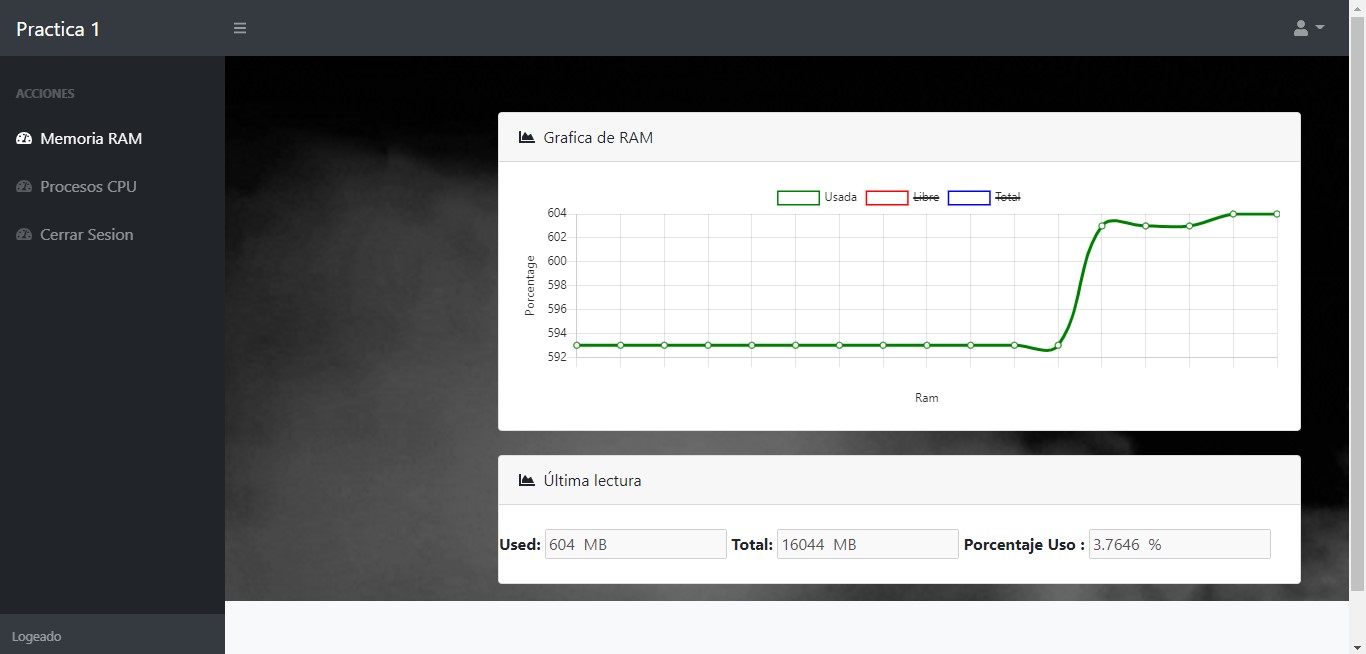 Practica 1
ACCIONES
Memoria RAM
Procesos CPU
Cerrar Sesion
Logeado
Grafica de RAM
Usada Libre Total
604
602
600
598
596
594
592
Porcentage
Ram
Última lectura
Used: 604 MB Total: 16044 MB Porcentaje Uso : 3.7646 %